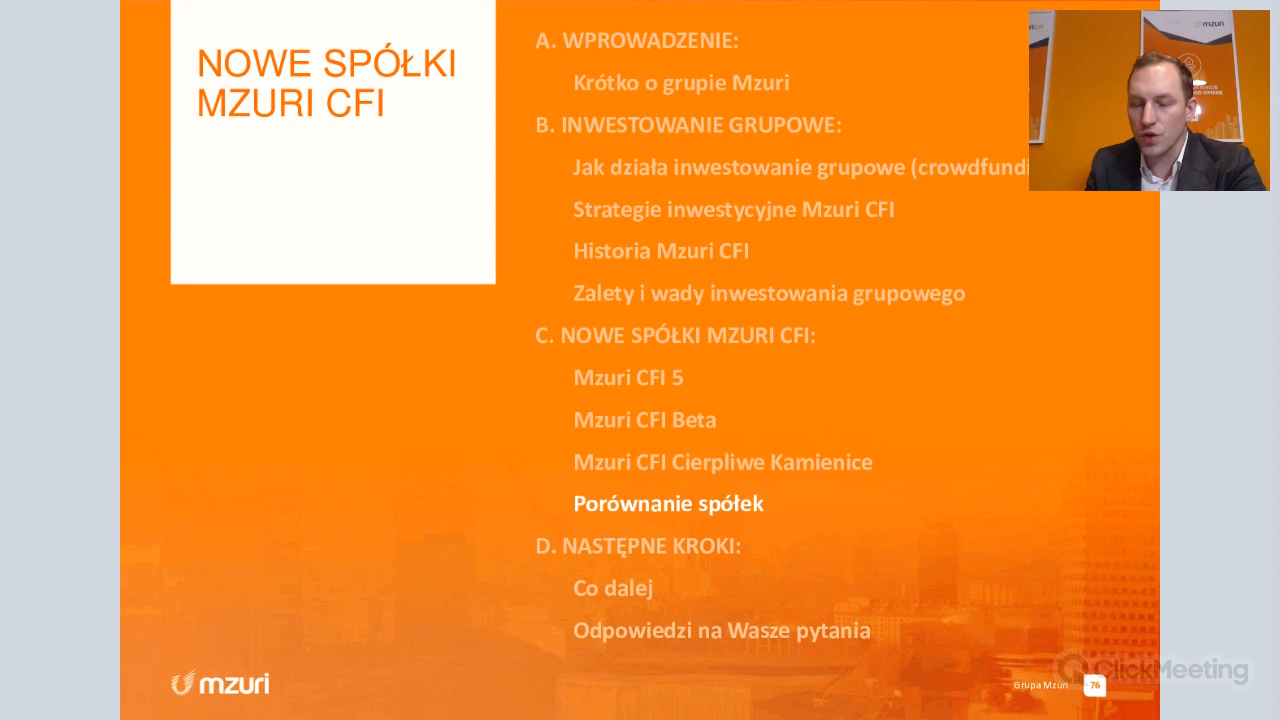 NOWE SPÓŁKI
MZURI CFI
A. WPROWADZENIE:
Krótko o grupie Mzuri
B. INWESTOWANIE GRUPOWE:
Jak działa inwestowanie grupowe (crowdfundi
Strategie inwestycyjne Mzuri CFI
Historia Mzuri CFI
Zalety i wady inwestowania grupowego
C. NOWE SPÓŁKI MZURI CFI:
Mzuri CFI 5
Mzuri CFI Beta
Mzuri CFI Cierpliwe Kamienice
Porównanie spółek
D. NASTĘPNE KROKI:
Co dalej
Odpowiedzi na Wasze pytania
mzuri
Grupa Mzuri 76
ClickMeeting
mzuri